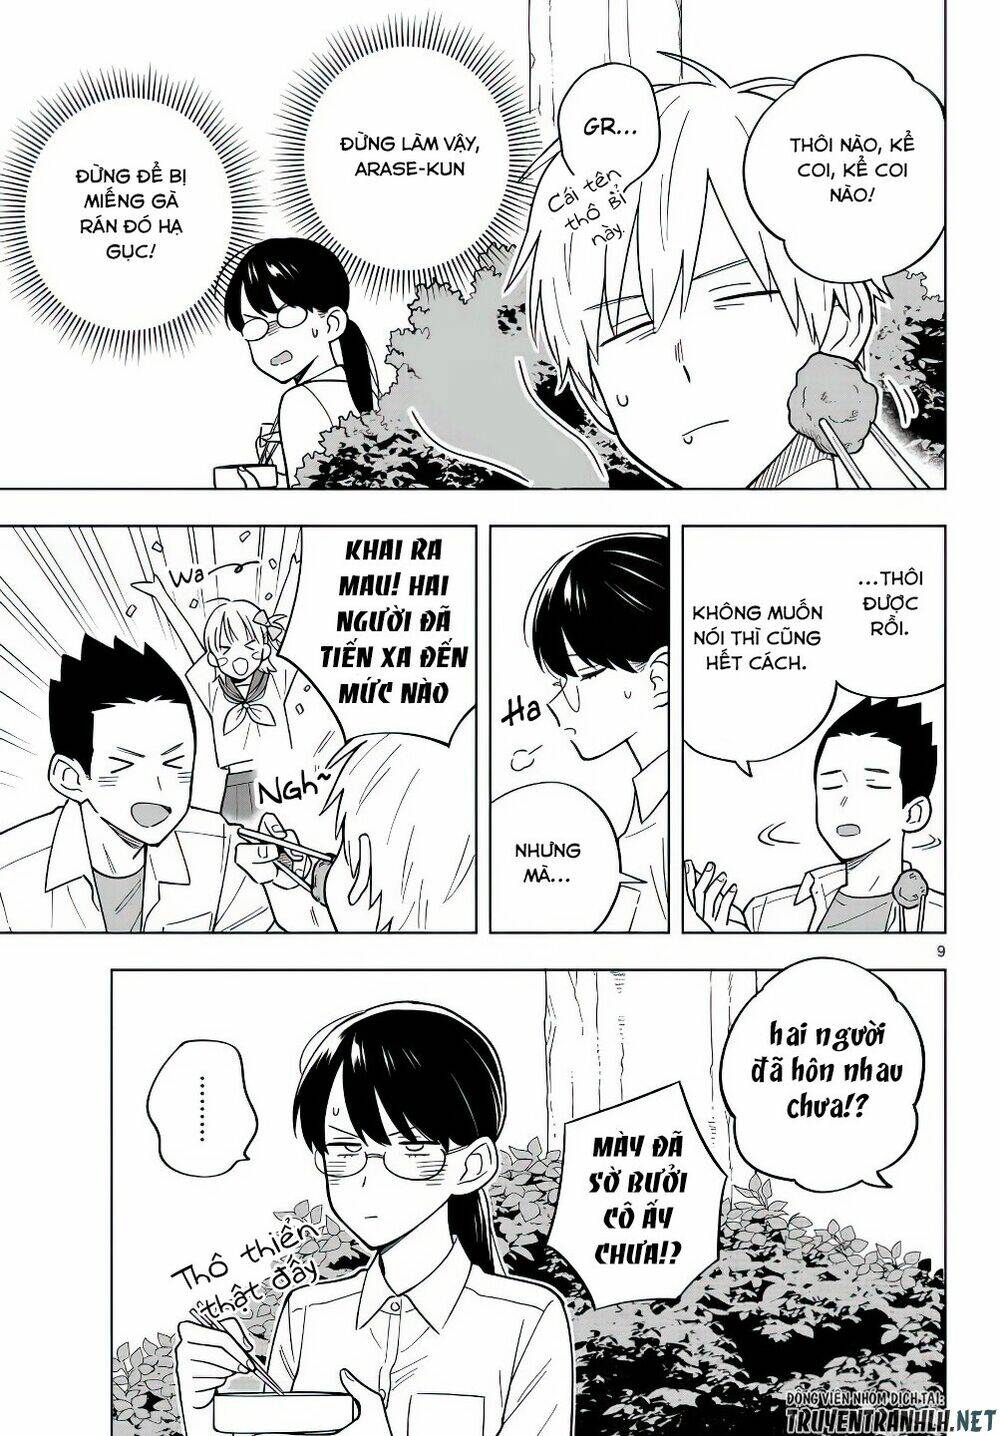 THÔI NÀO, KỂ
COI, KỂ COI
NÀO!
GR...
Cái tên
thô bỉ
này.
ĐỪNG LÀM VẬY,
ARASE-KUN
ĐỪNG ĐỂ BỊ
MIẾNG GÀ
RÁN ĐÓ HẠ
GỤC!
...THÔI
ĐƯỢC
RỒI.
KHÔNG MUỐN
NÓI THÌ CŨNG
HẾT CÁCH.
Ha
NHƯNG
MÀ...
KHAI RA
MAU! HAI
NGƯỜI ĐÃ
TIẾN XA ĐẾN
MỨC NÀO
Wa
NGH~
9
hai người
đã hôn nhau
chưa!?
MÀY ĐÃ
SỜ BƯỞI
CÔ ẤY
CHƯA!?
.........
Thô thiển
thật đấy
ĐỘNG VIÊN NHÓM DỊCH TẠI:
TRUYENTRANHLH.NET